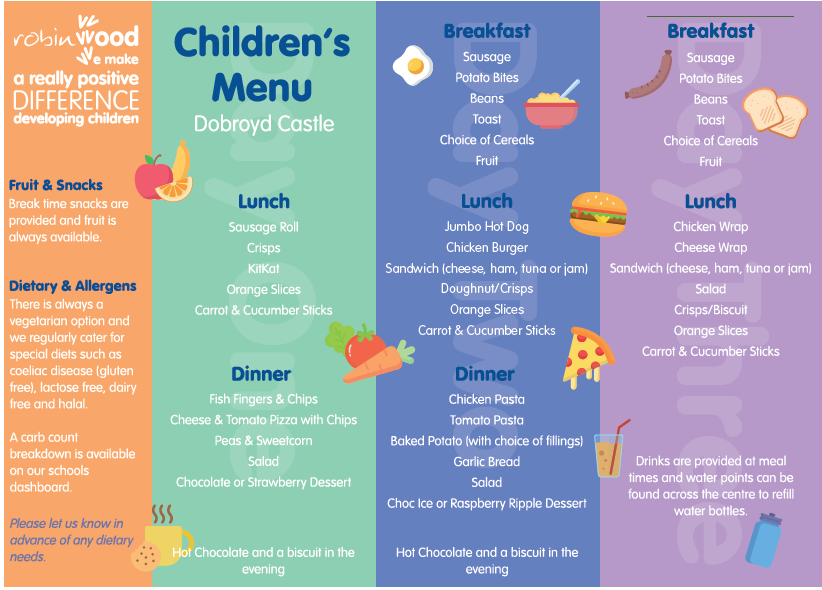 robinWood
We make
a really positive
DIFFERENCE
developing children
Fruit & Snacks
Break time snacks are
provided and fruit is
always available.
Dietary & Allergens
There is always a
vegetarian option and
we regularly cater for
special diets such as
coeliac disease (gluten
free), lactose free, dairy
free and halal.
A carb count
breakdown is available
on our schools
dashboard.
Please let us know in
advance of any dietary
needs.
Children's
Menu
Dobroyd Castle
Day One
Lunch
Sausage Roll
Crisps
KitKat
Orange Slices
Carrot & Cucumber Sticks
Dinner
Fish Fingers & Chips
Cheese & Tomato Pizza with Chips
Peas & Sweetcorn
Salad
Chocolate or Strawberry Dessert
Hot Chocolate and a biscuit in the
evening
Day Two
Breakfast
Sausage
Potato Bites
Beans
Toast
Choice of Cereals
Fruit
Lunch
Jumbo Hot Dog
Chicken Burger
Sandwich (cheese, ham, tuna or jam)
Doughnut/Crisps
Orange Slices
Carrot & Cucumber Sticks
Dinner
Chicken Pasta
Tomato Pasta
Baked Potato (with choice of fillings)
Garlic Bread
Salad
Choc Ice or Raspberry Ripple Dessert
Hot Chocolate and a biscuit in the
evening
Day Three
Breakfast
Sausage
Potato Bites
Beans
Toast
Choice of Cereals
Fruit
Lunch
Chicken Wrap
Cheese Wrap
Sandwich (cheese, ham, tuna or jam)
Salad
Crisps/Biscuit
Orange Slices
Carrot & Cucumber Sticks
Drinks are provided at meal
times and water points can be
found across the centre to refill
water bottles.